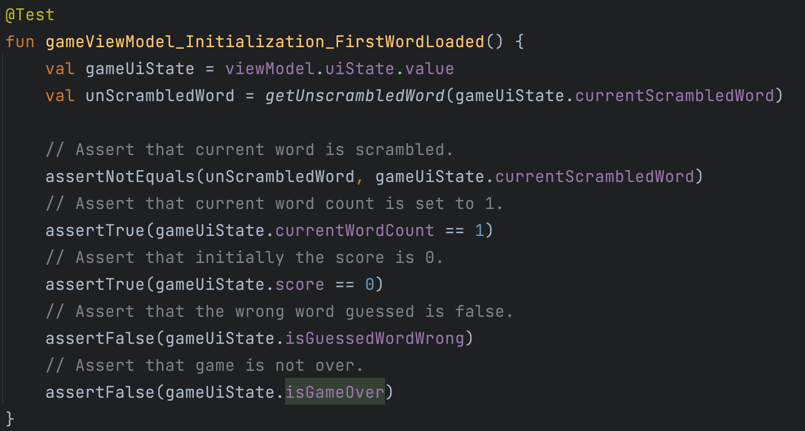 @Test
fun gameViewModel_Initialization_FirstWordLoaded() {
    val gameUiState = viewModel.uiState.value
    val unScrambledWord = getUnscrambledWord(gameUiState.currentScrambledWord)

    // Assert that current word is scrambled.
    assertNotEquals(unScrambledWord, gameUiState.currentScrambledWord)
    // Assert that current word count is set to 1.
    assertTrue(gameUiState.currentWordCount == 1)
    // Assert that initially the score is 0.
    assertTrue(gameUiState.score == 0)
    // Assert that the wrong word guessed is false.
    assertFalse(gameUiState.isGuessedWordWrong)
    // Assert that game is not over.
    assertFalse(gameUiState.isGameOver)
}